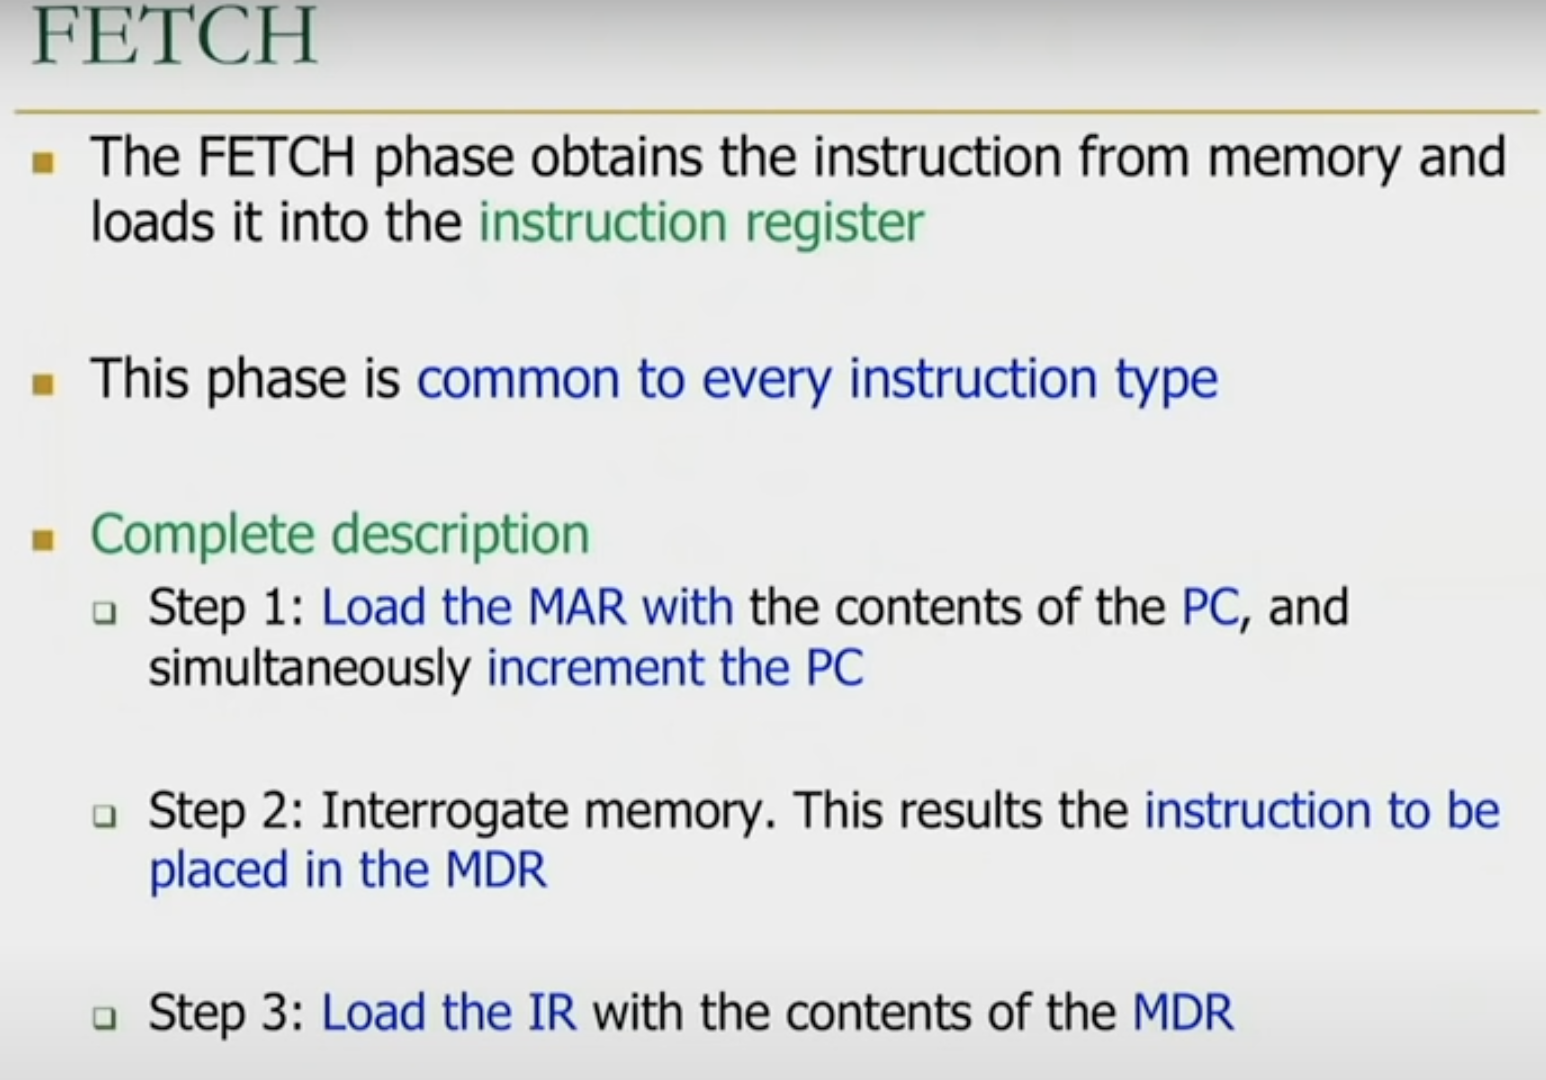 FETCH
The FETCH phase obtains the instruction from memory and
loads it into the instruction register
This phase is common to every instruction type
Complete description
Step 1: Load the MAR with the contents of the PC, and
simultaneously increment the PC
Step 2: Interrogate memory. This results the instruction to be
placed in the MDR
Step 3: Load the IR with the contents of the MDR